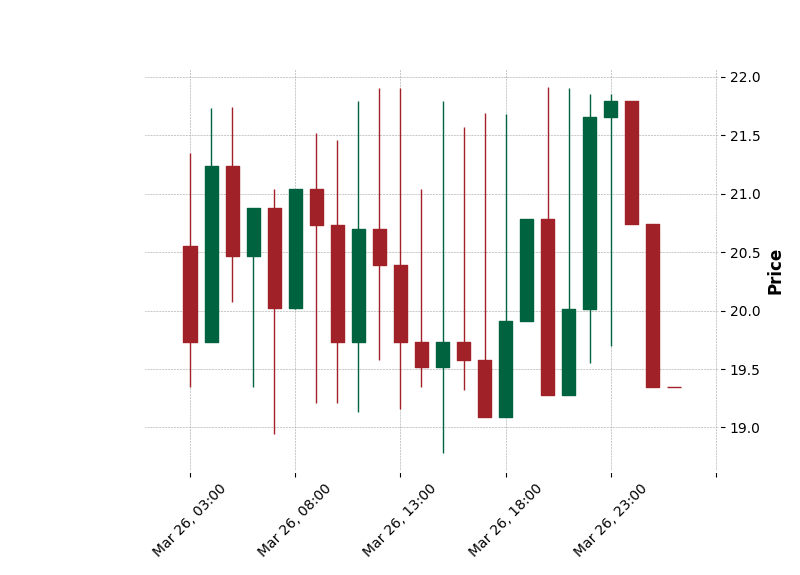 22.0
21.5
21.0
20.5
20.0
19.5
19.0
Price
Mar 26, 03:00
Mar 26, 08:00
Mar 26, 13:00
Mar 26, 18:00
Mar 26, 23:00